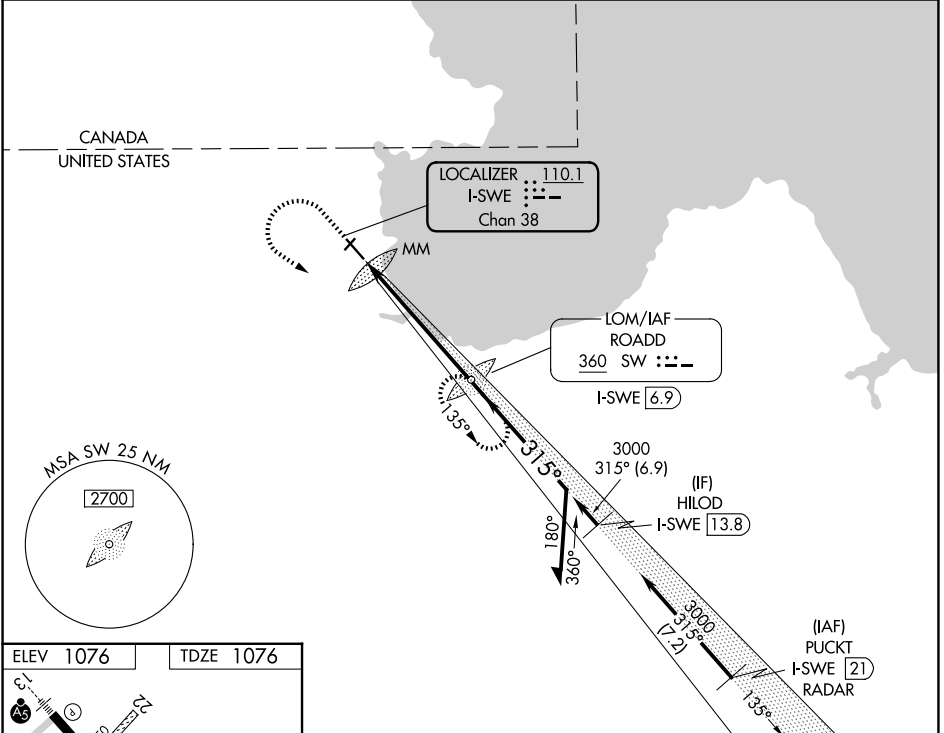 CANADA
UNITED STATES
LOCALIZER 110.1
I-SWE
Chan 38
MM
LOM/IAF
ROADD
360 SW
I-SWE 6.9
135°
315°
3000
315° (6.9)
(IF)
HILOD
I-SWE 13.8
180°
360°
MSA SW 25 NM
2700
3000
315°
(7.2)
(IAF)
PUCKT
I-SWE 21
RADAR
135°
ELEV 1076
TDZE 1076
13
A5
P
22